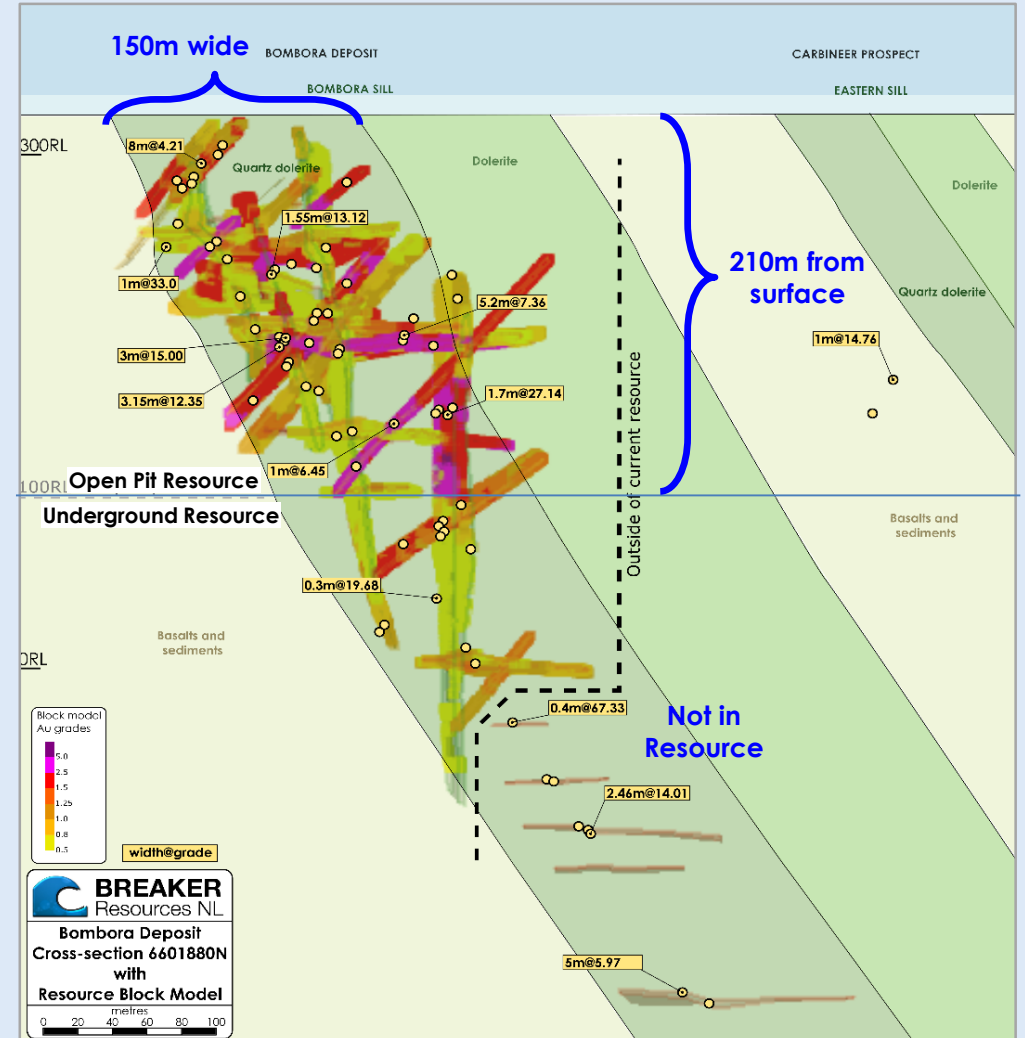 150m wide
BOMBORA DEPOSIT
CARBINEER PROSPECT
BOMBORA SILL
EASTERN SILL
300RL
8m@4.21
Quartz dolerite
Dolerite
Dolerite
1.55m@13.12
1m@33.0
210m from
surface
5.2m@7.36
Quartz dolerite
3m@15.00
1m@14.76
3.15m@12.35
1.7m@27.14
Outside of current resource
1m@6.45
Open Pit Resource
100RL
Underground Resource
Basalts and
sediments
0.3m@19.68
Basalts and
sediments
0RL
0.4m@67.33
Not in
Resource
Block model
Au grades
5.0
2.5
1.5
1.25
1.0
0.8
0.5
2.46m@14.01
width@grade
BREAKER
Resources NL
Bombora Deposit
Cross-section 6601880N
with
Resource Block Model
metres
0 20 40 60 80 100
5m@5.97